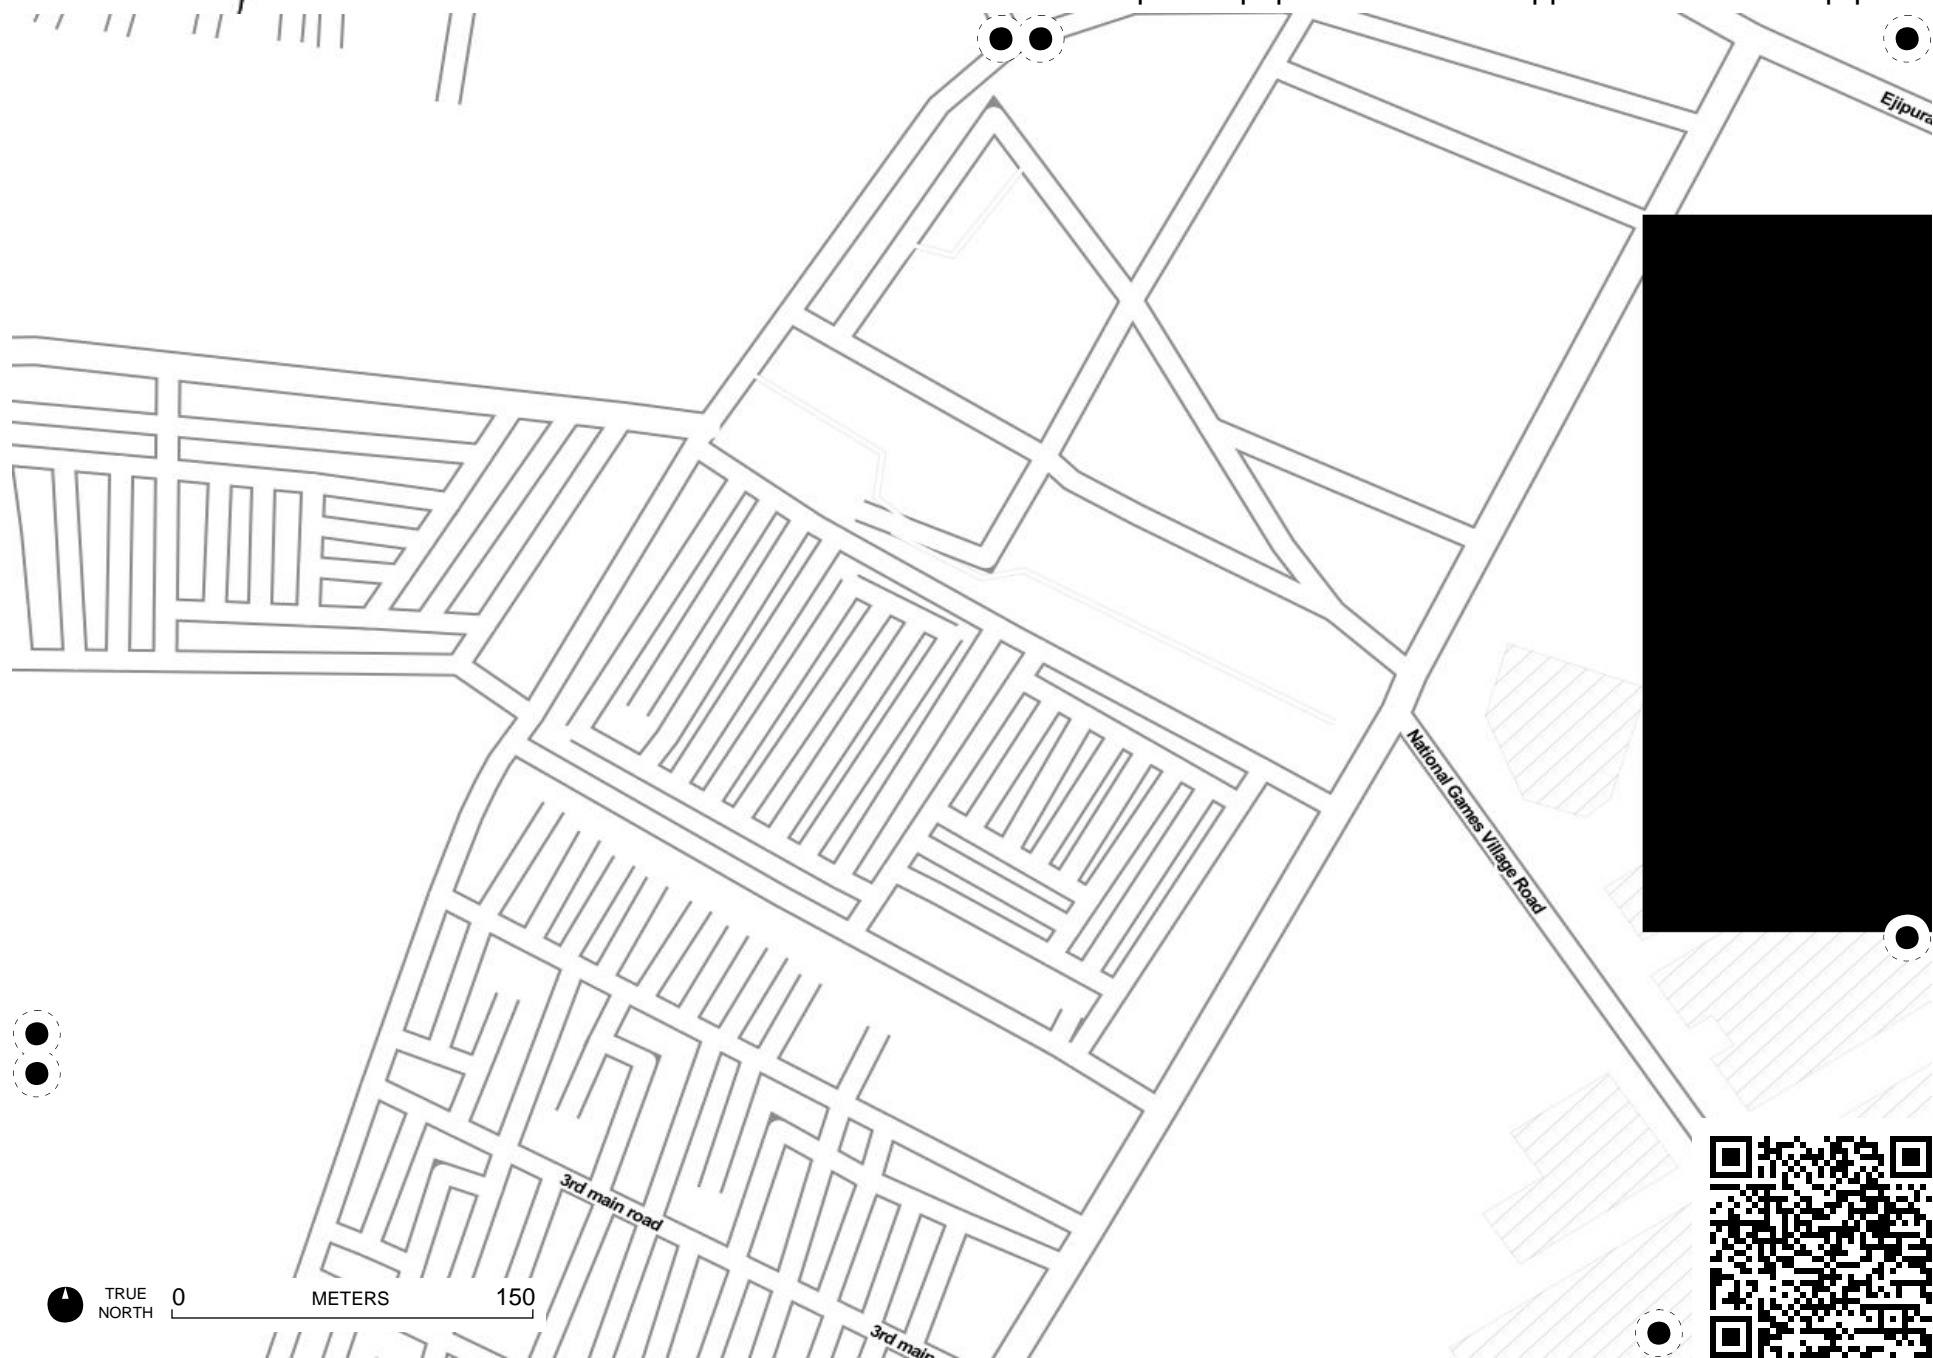 Ejipura
National Games Village Road
3rd main road
TRUE
NORTH
0 METERS 150
3rd main